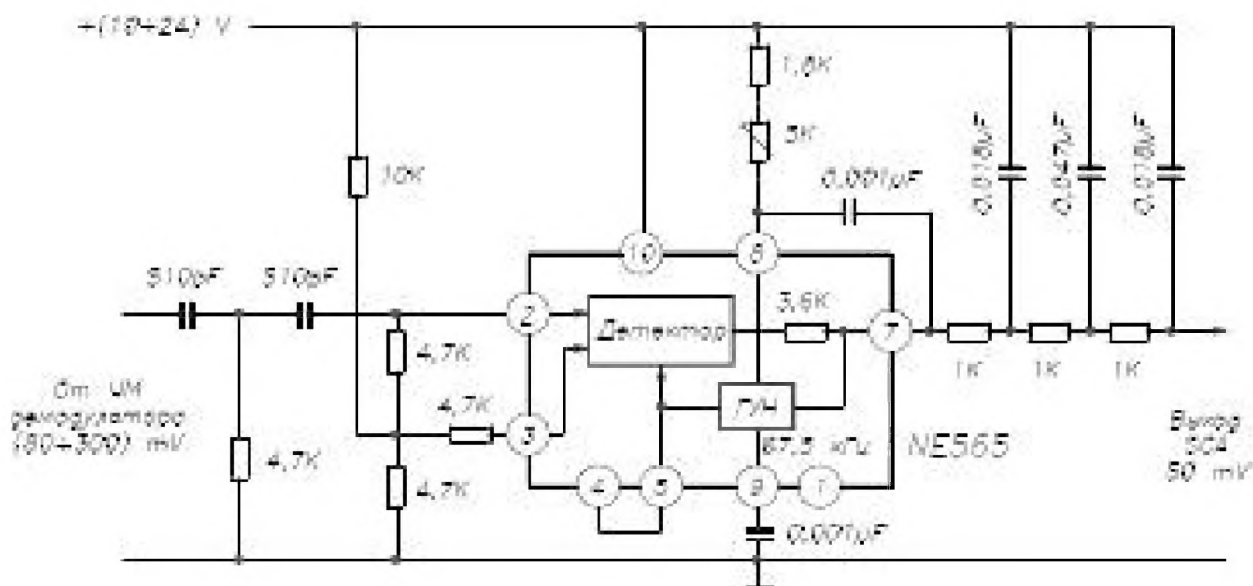 +(10÷24) V
1,8K
5K
10K
0,001μF
0,018μF
0,047μF
0,018μF
510pF
510pF
10
8
2
Детектор
3,6K
7
4,7K
1K
1K
1K
От ЧМ
демодулятора
(80÷300) mV
4,7K
3
ГУН
67,5 кГц
NE565
Выход
SCA
50 mV
4,7K
4,7K
4
5
9
1
0,001μF